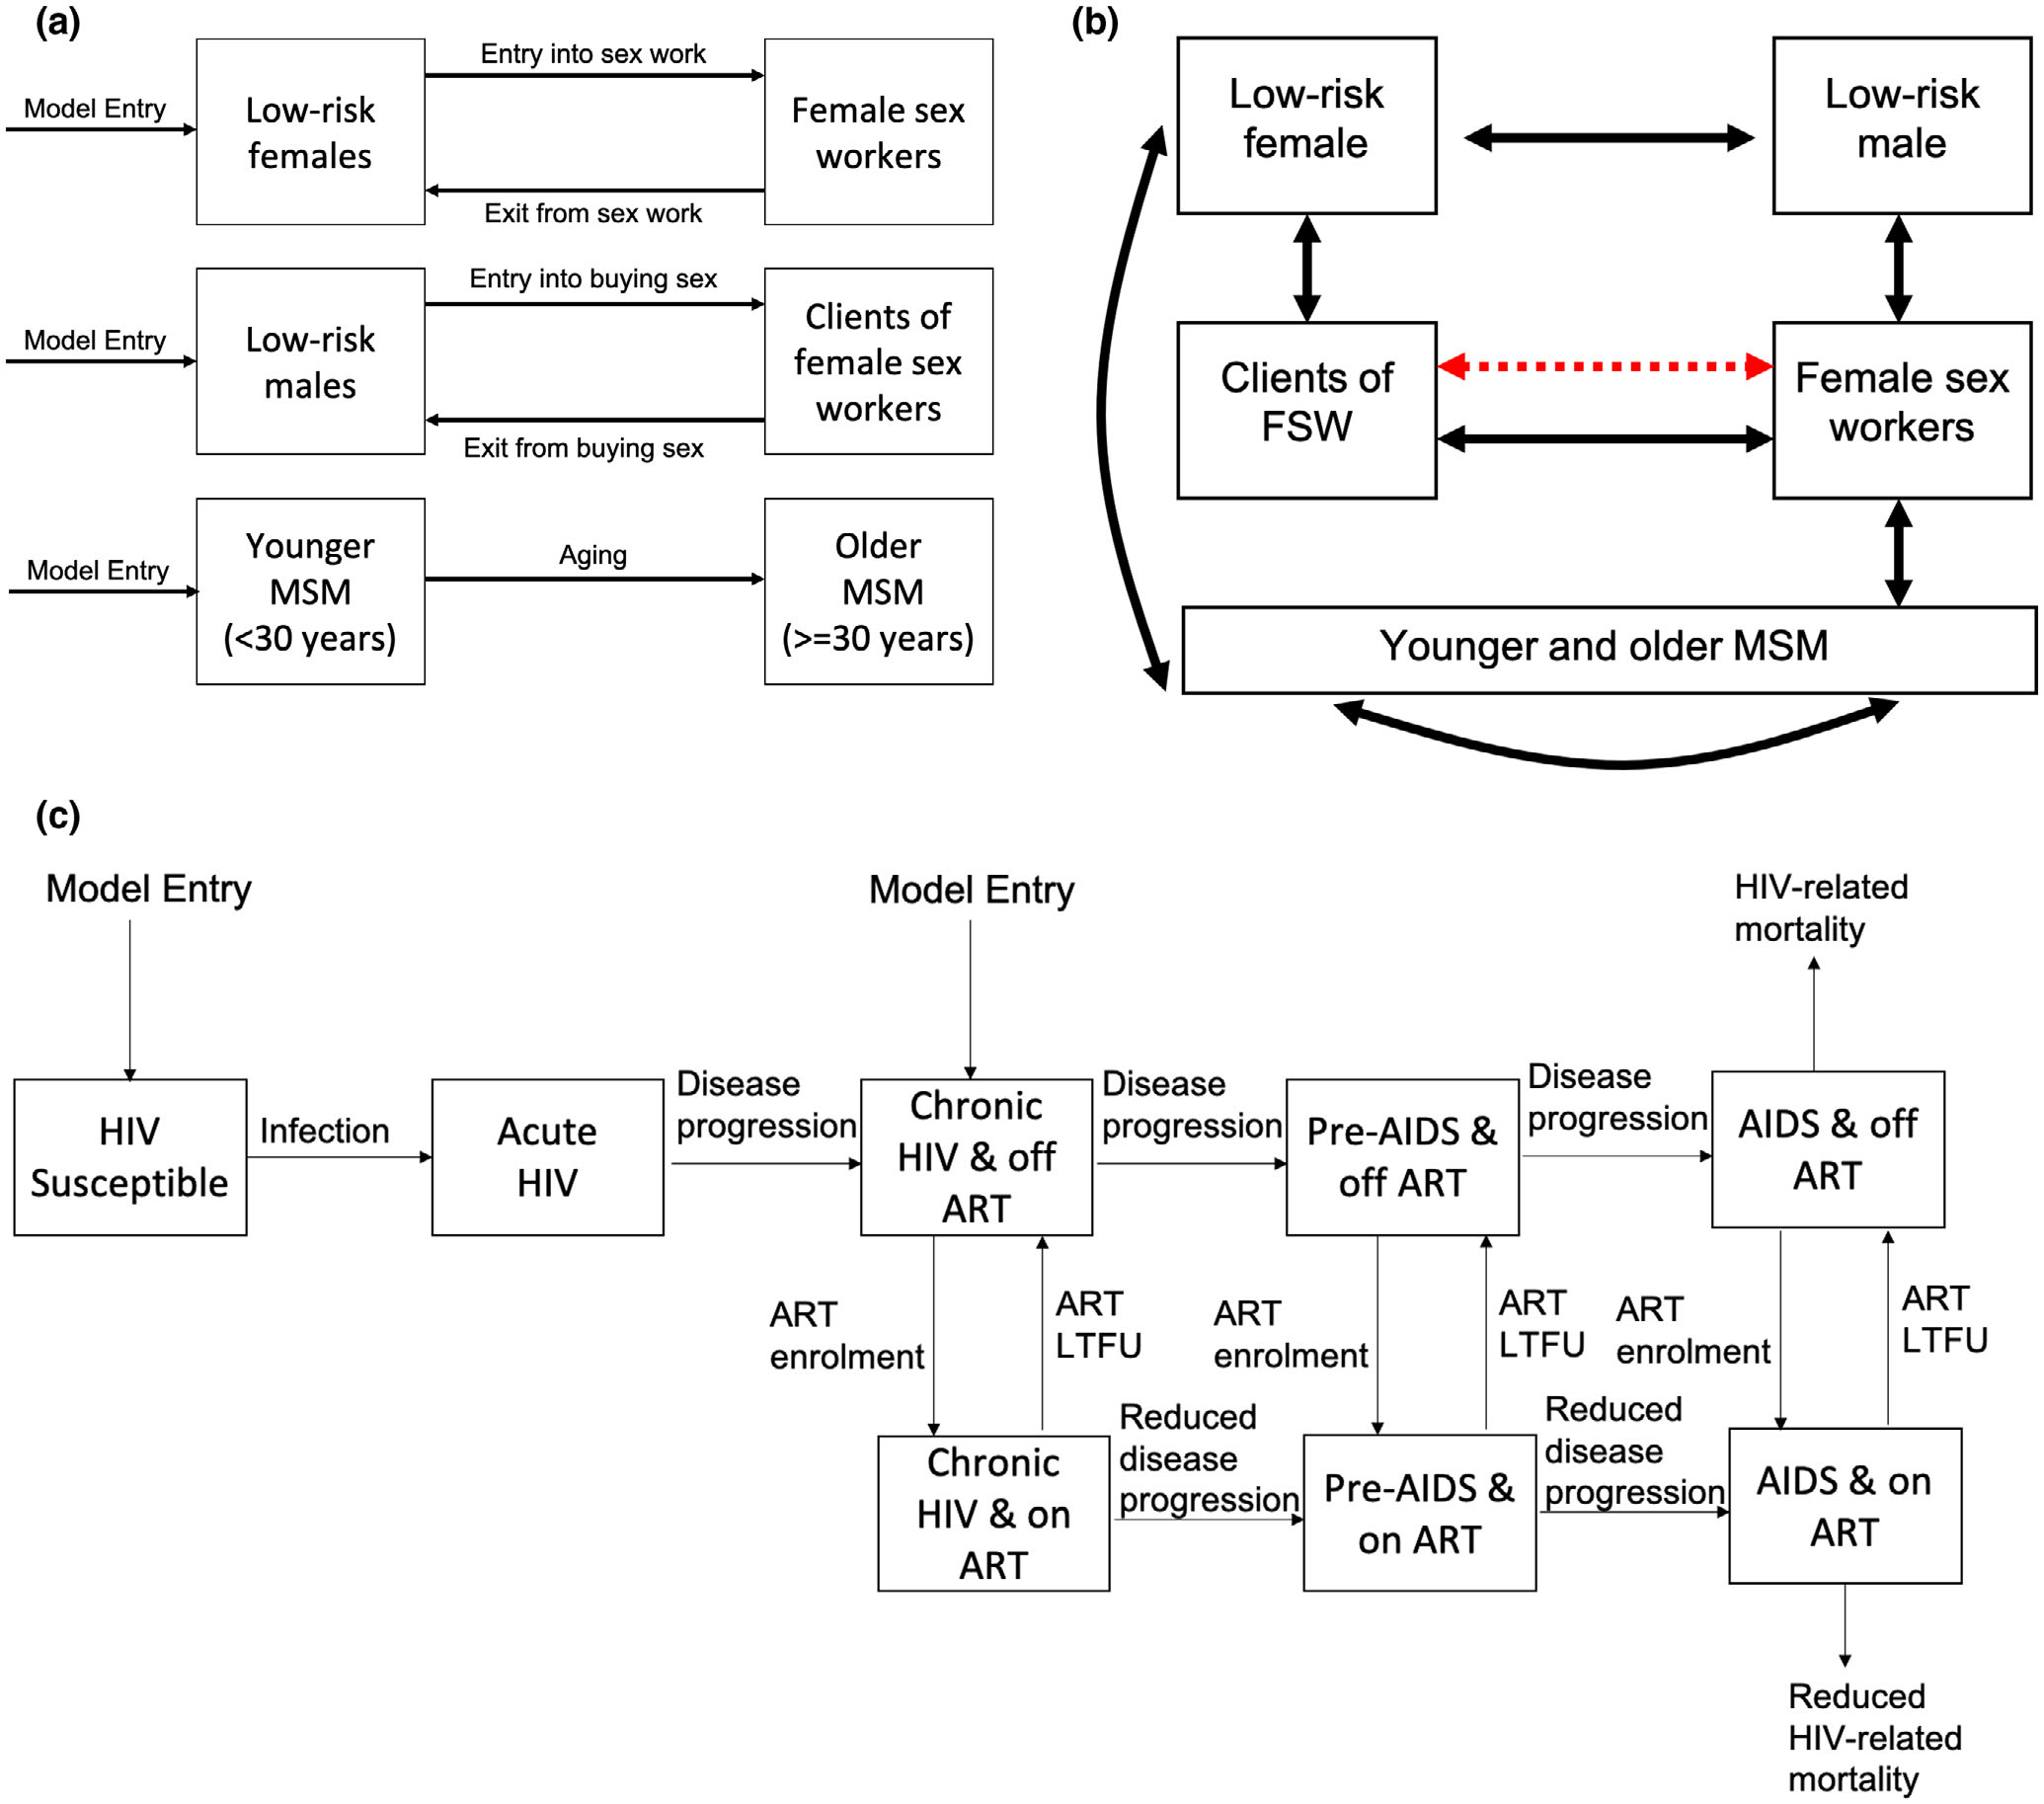 (a)
Model Entry
Low-risk
females
Entry into sex work
Exit from sex work
Female sex
workers
Model Entry
Low-risk
males
Entry into buying sex
Exit from buying sex
Clients of
female sex
workers
Model Entry
Younger
MSM
(<30 years)
Aging
Older
MSM
(>=30 years)
(b)
Low-risk
female
Low-risk
male
Clients of
FSW
Female sex
workers
Younger and older MSM
(c)
Model Entry
Model Entry
HIV-related
mortality
HIV
Susceptible
Infection
Acute
HIV
Disease
progression
Chronic
HIV & off
ART
Disease
progression
Pre-AIDS &
off ART
Disease
progression
AIDS & off
ART
ART
enrolment
ART
LTFU
ART
enrolment
ART
LTFU
ART
enrolment
ART
LTFU
Chronic
HIV & on
ART
Reduced
disease
progression
Pre-AIDS &
on ART
Reduced
disease
progression
AIDS & on
ART
Reduced
HIV-related
mortality